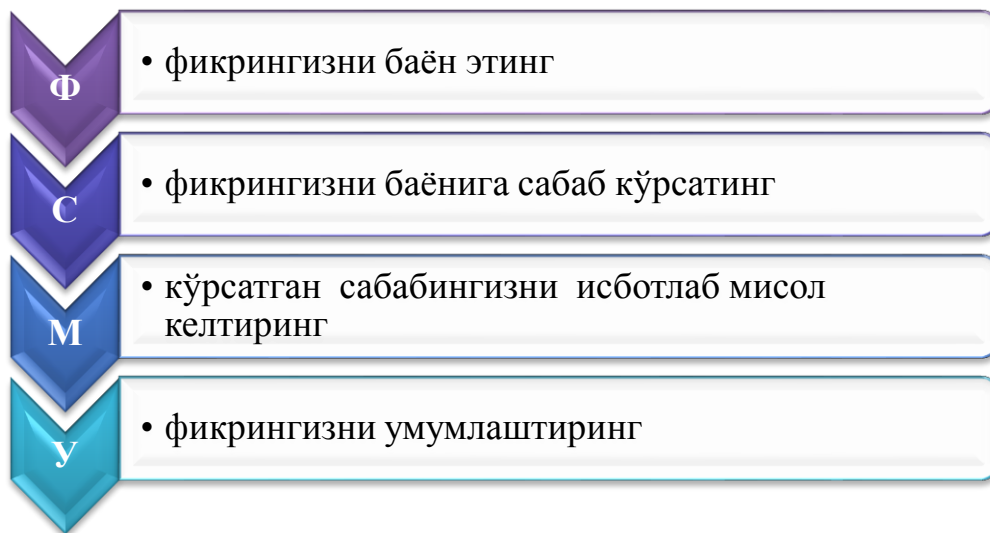 Ф
• фикрингизни баён этинг
С
• фикрингизни баёнига сабаб кўрсатинг
М
• кўрсатган сабабингизни исботлаб мисол
келтиринг
У
• фикрингизни умумлаштиринг